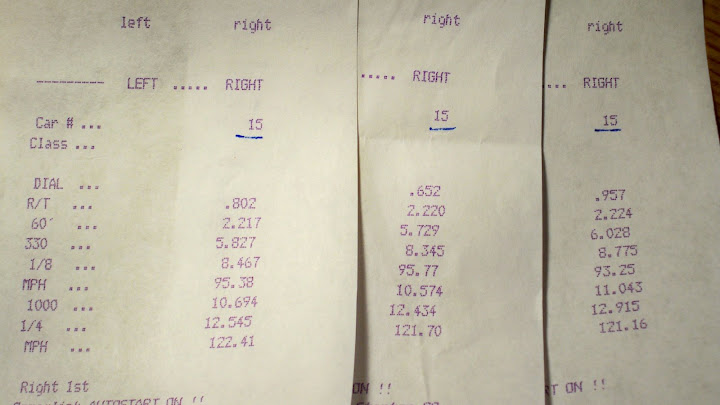 left right
---------- LEFT ..... RIGHT
Car # ... 15
Class ...
DIAL ...
R/T ... .802
60´ ... 2.217
330 ... 5.827
1/8 ... 8.467
MPH ... 95.38
1000 ... 10.694
1/4 ... 12.545
MPH ... 122.41
Right 1st
AUTOSTART ON !!
right
..... RIGHT
15
.652
2.220
5.729
8.345
95.77
10.574
12.434
121.70
ON !!
right
... RIGHT
15
.957
2.224
6.028
8.775
93.25
11.043
12.915
121.16
RT ON !!